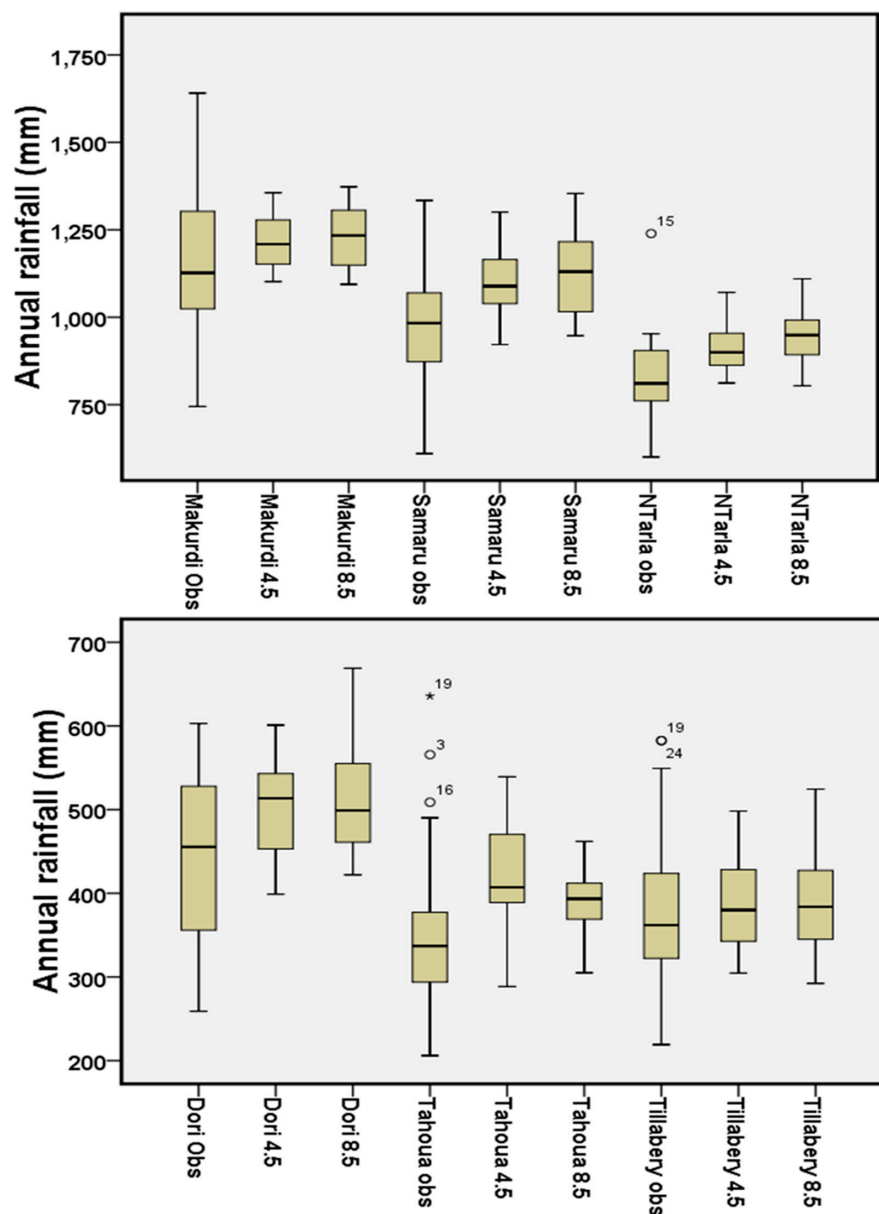 Annual rainfall (mm)
1,750
1,500
1,250
1,000
750
15
Makurdi Obs
Makurdi 4.5
Makurdi 8.5
Samaru obs
Samaru 4.5
Samaru 8.5
NTarla obs
NTarla 4.5
NTarla 8.5
Annual rainfall (mm)
700
600
500
400
300
200
19
3
16
19
24
Dori Obs
Dori 4.5
Dori 8.5
Tahoua obs
Tahoua 4.5
Tahoua 8.5
Tillabery obs
Tillabery 4.5
Tillabery 8.5